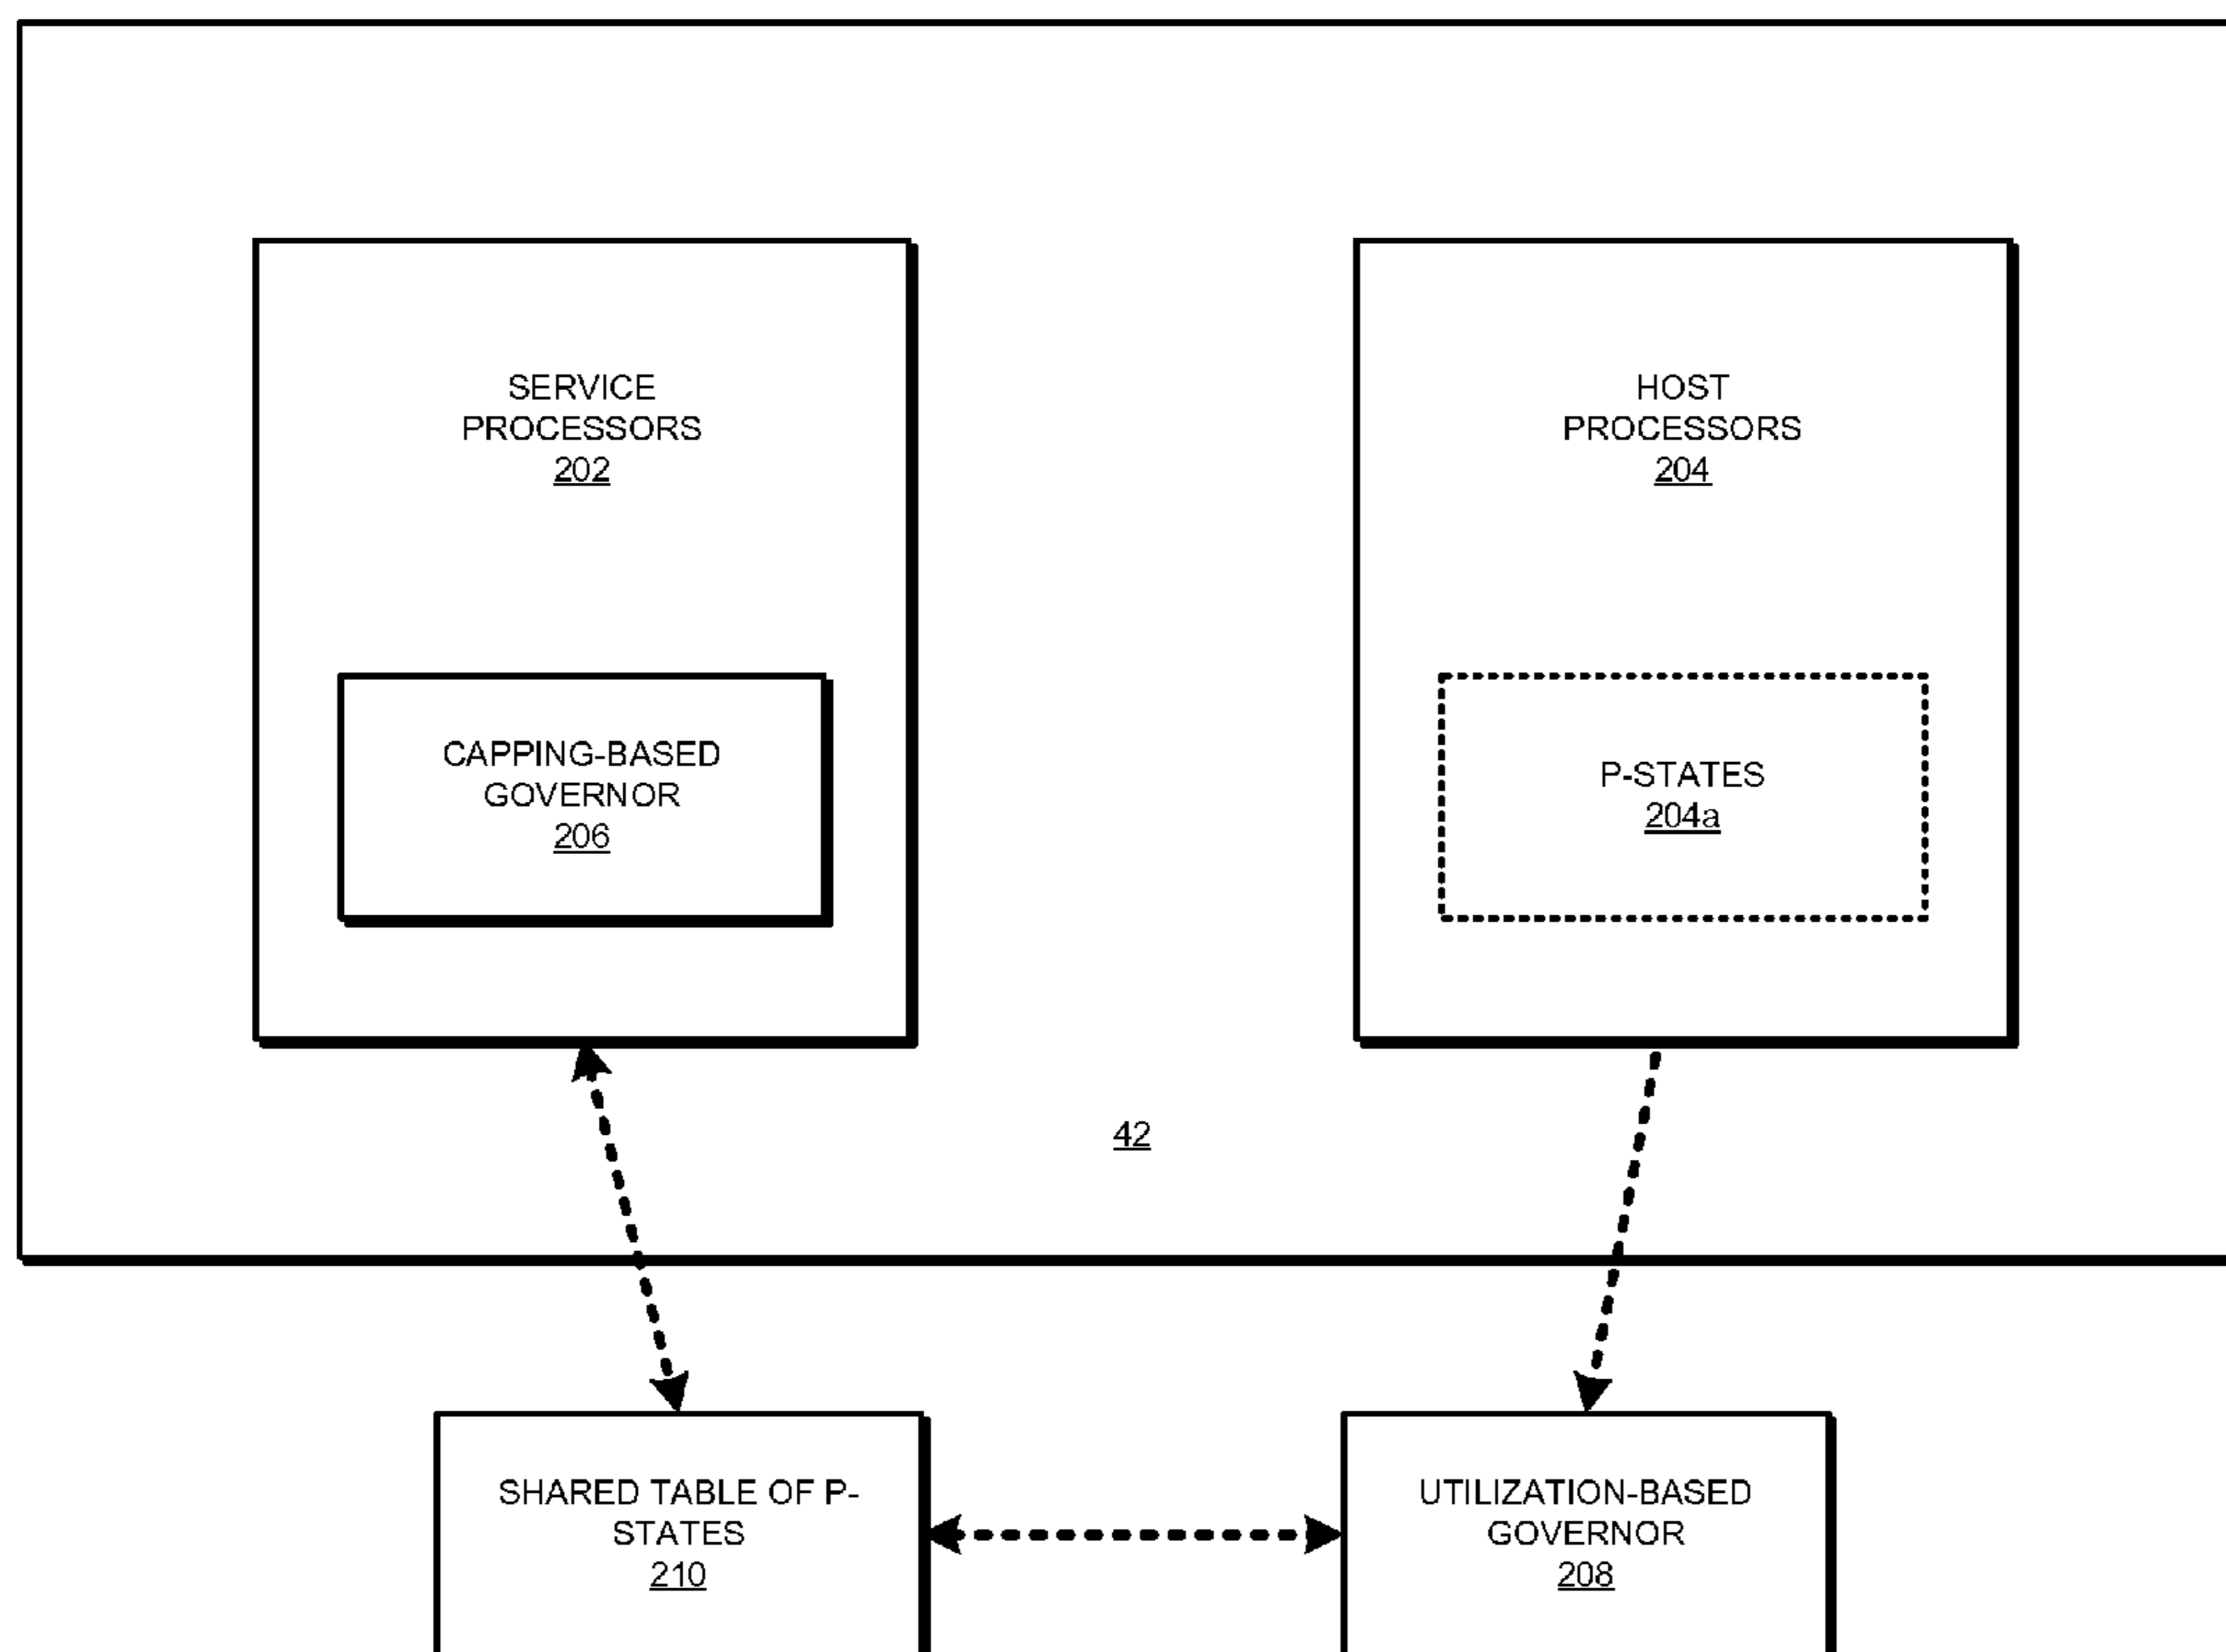 SERVICE
PROCESSORS
202
HOST
PROCESSORS
204
CAPPING-BASED
GOVERNOR
206
P-STATES
204a
42
SHARED TABLE OF P-
STATES
210
UTILIZATION-BASED
GOVERNOR
208